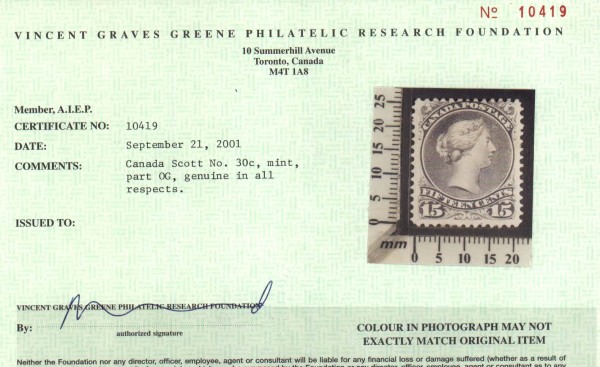 No 10419
VINCENT GRAVES GREENE PHILATELIC RESEARCH FOUNDATION
10 Summerhill Avenue
Toronto, Canada
M4T 1A8
Member, A.I.E.P.
CERTIFICATE NO: 10419
DATE: September 21, 2001
COMMENTS: Canada Scott No. 30c, mint,
part OG, genuine in all
respects.
ISSUED TO:
25
20
15
10
5
0
mm
0 5 10 15 20
CANADA POSTAGE
FIFTEEN CENTS
15 15
VINCENT GRAVES GREENE PHILATELIC RESEARCH FOUNDATION
By:
authorized signature
COLOUR IN PHOTOGRAPH MAY NOT
EXACTLY MATCH ORIGINAL ITEM
Neither the Foundation nor any director, officer, employee, agent or consultant will be liable for any financial loss or damage suffered (whether as a result of